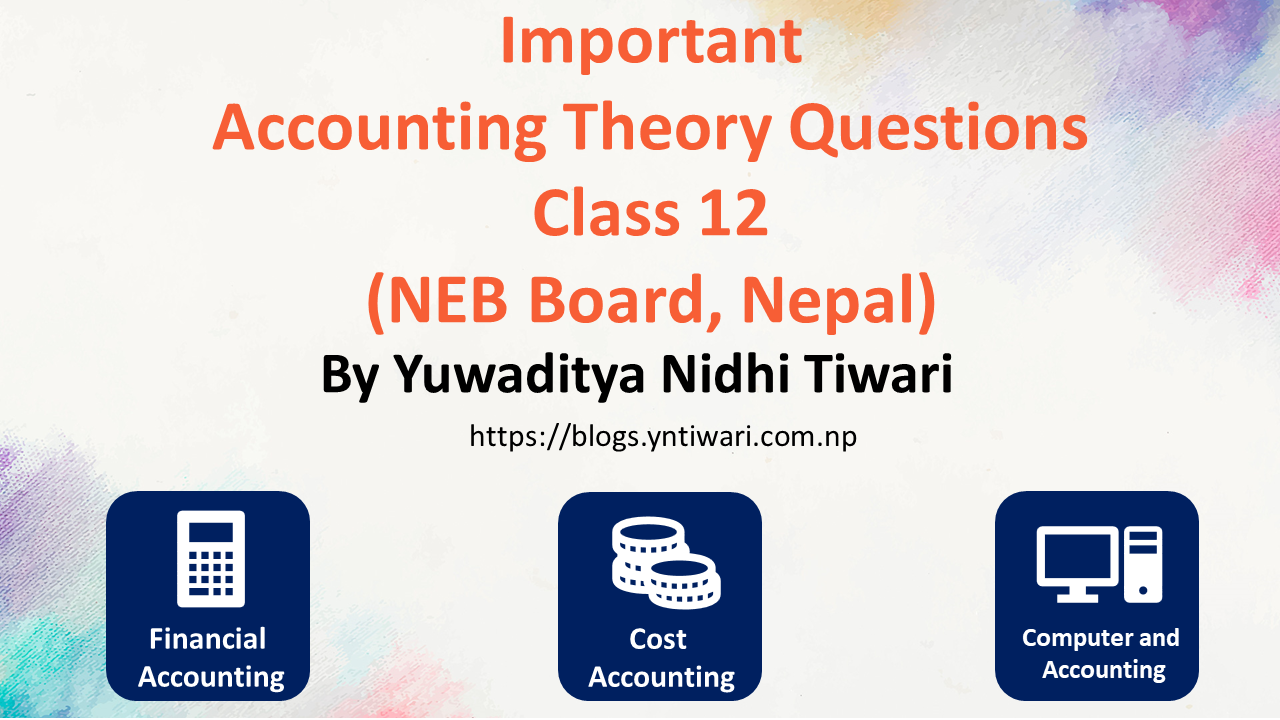 Important
Accounting Theory Questions
Class 12
(NEB Board, Nepal)
By Yuwaditya Nidhi Tiwari
https://blogs.yntiwari.com.np
Financial
Accounting
Cost
Accounting
Computer and
Accounting